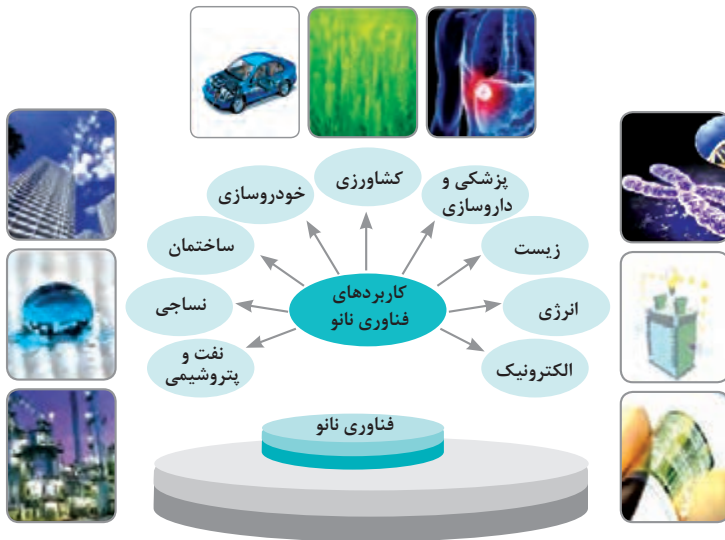 کشاورزی
پزشکی و
داروسازی
خودروسازی
زیست
ساختمان
کاربردهای
فناوری نانو
انرژی
نساجی
الکترونیک
نفت و
پتروشیمی
فناوری نانو